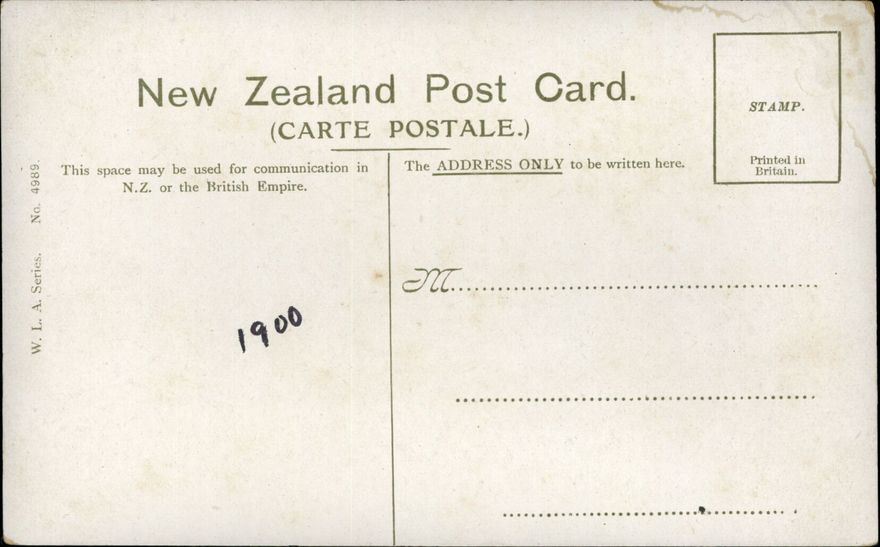 New Zealand Post Card.
(CARTE POSTALE.)
STAMP.
Printed in
Britain.
This space may be used for communication in
N.Z. or the British Empire.
The ADDRESS ONLY to be written here.
W. L. A. Series. No. 4989.
1900
M